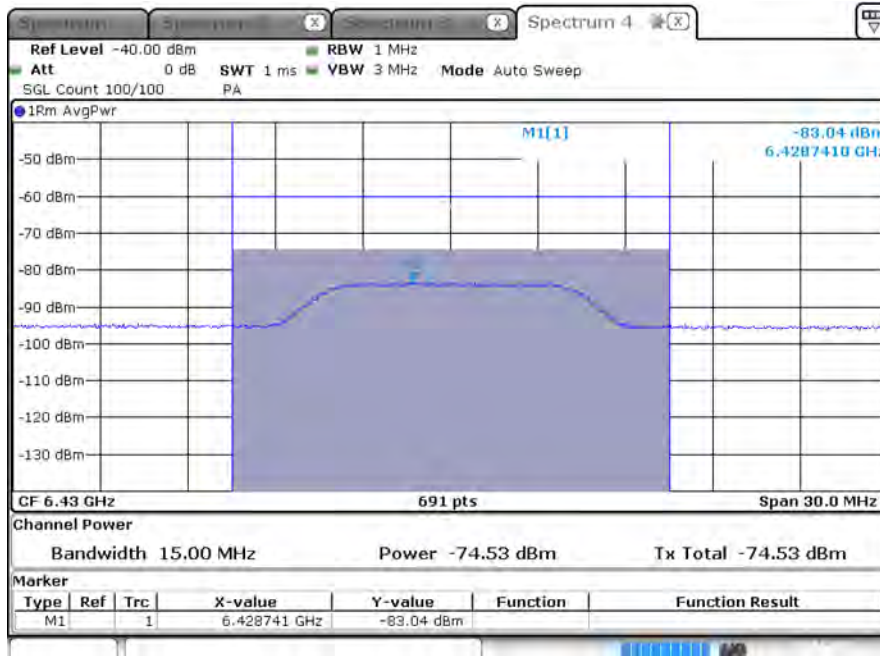 Spectrum 4
Ref Level -40.00 dBm RBW 1 MHz
Att 0 dB SWT 1 ms VBW 3 MHz Mode Auto Sweep
SGL Count 100/100 PA
1Rm AvgPwr
M1[1] -83.04 dBm
6.4287410 GHz
-50 dBm
-60 dBm
-70 dBm
-80 dBm
-90 dBm
-100 dBm
-110 dBm
-120 dBm
-130 dBm
CF 6.43 GHz 691 pts Span 30.0 MHz
Channel Power
Bandwidth 15.00 MHz Power -74.53 dBm Tx Total -74.53 dBm
Marker
Type Ref Trc X-value Y-value Function Function Result
M1 1 6.428741 GHz -83.04 dBm